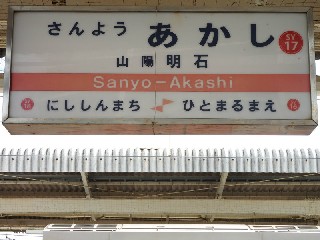 さんよう あかし
SY 17
山陽明石
Sanyo-Akashi
にししんまち ひとまるまえ